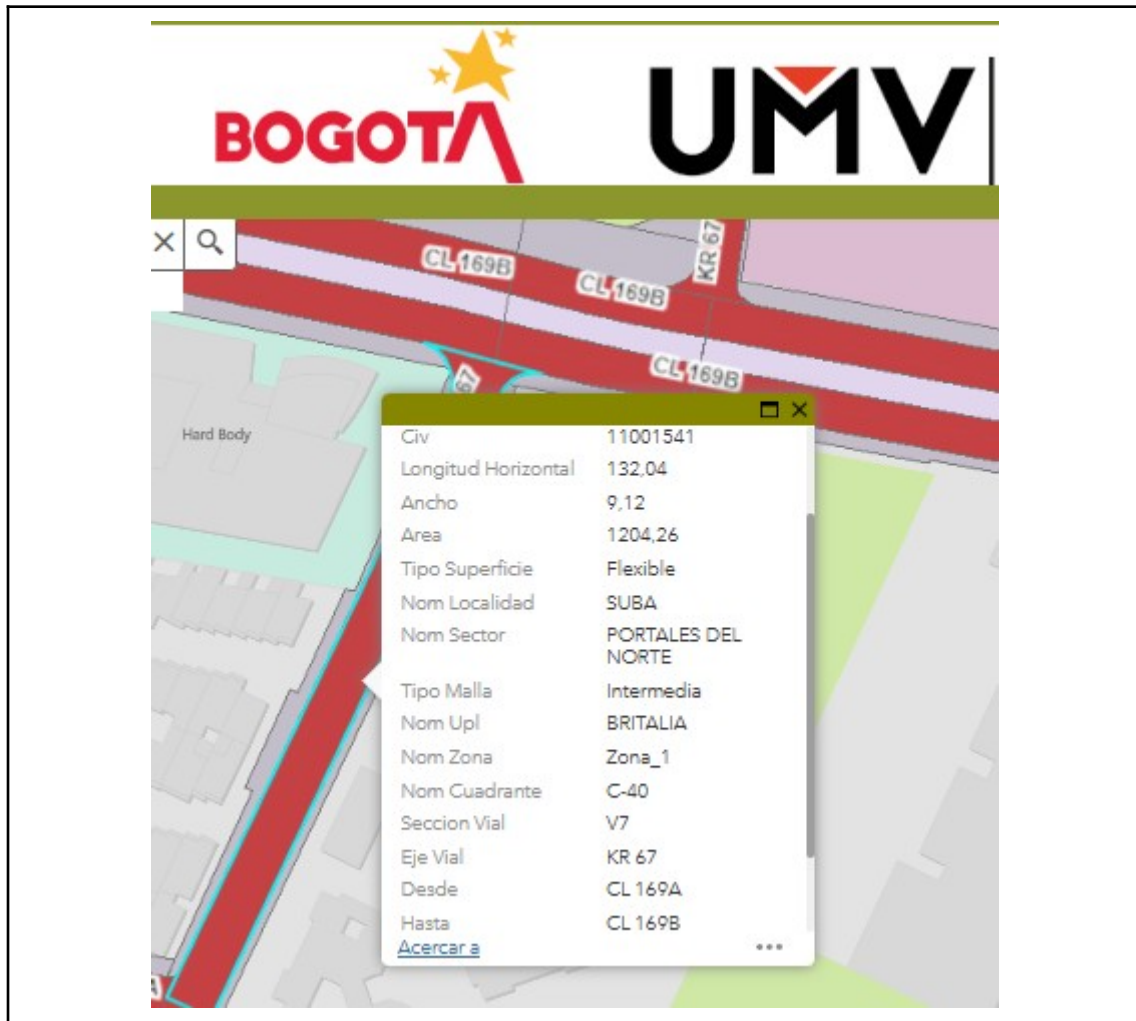 BOGOTA
UMV
CL 169B
CL 169B
KR 67
CL 169B
67
Hard Body
Civ 11001541
Longitud Horizontal 132,04
Ancho 9,12
Area 1204,26
Tipo Superficie Flexible
Nom Localidad SUBA
Nom Sector PORTALES DEL
NORTE
Tipo Malla Intermedia
Nom Upl BRITALIA
Nom Zona Zona_1
Nom Cuadrante C-40
Seccion Vial V7
Eje Vial KR 67
Desde CL 169A
Hasta CL 169B
Acercar a